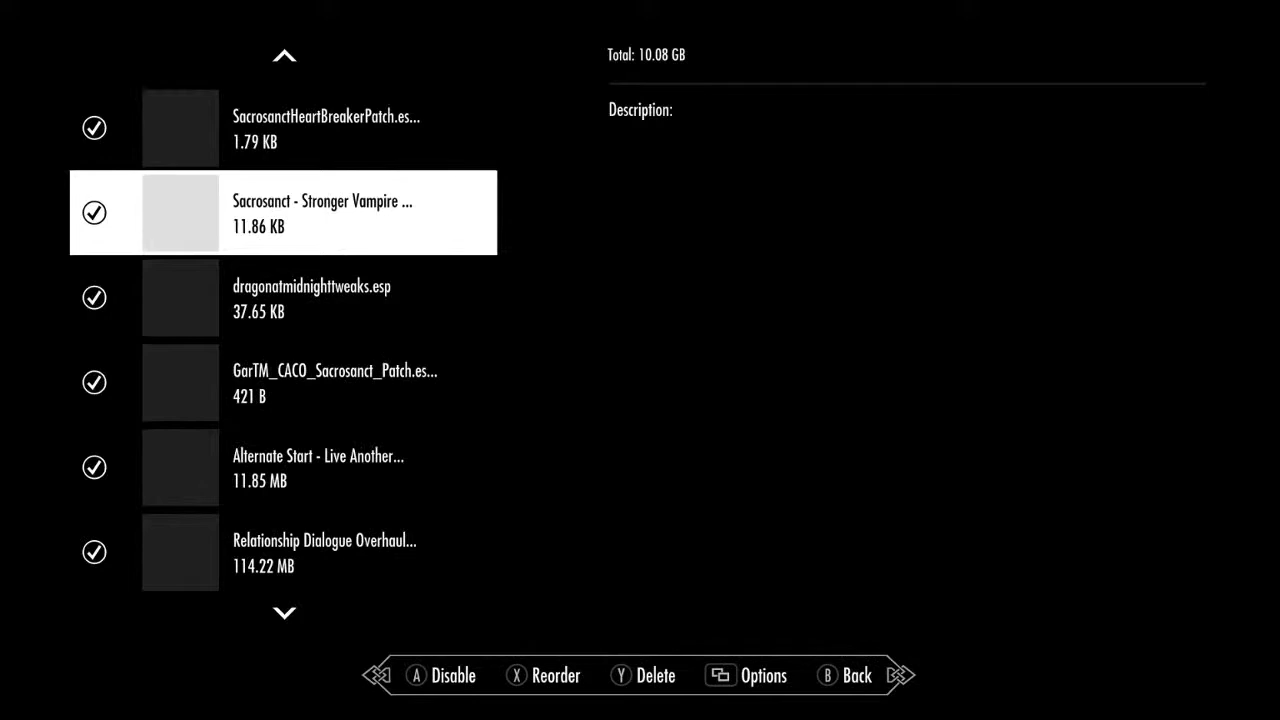 Total: 10.08 GB
Description:
SacrosanctHeartBreakerPatch.es...
1.79 KB
Sacrosanct - Stronger Vampire ...
11.86 KB
dragonatmidnighttweaks.esp
37.65 KB
GarTM_CACO_Sacrosanct_Patch.es...
421 B
Alternate Start - Live Another...
11.85 MB
Relationship Dialogue Overhaul...
114.22 MB
A Disable X Reorder Y Delete Options B Back